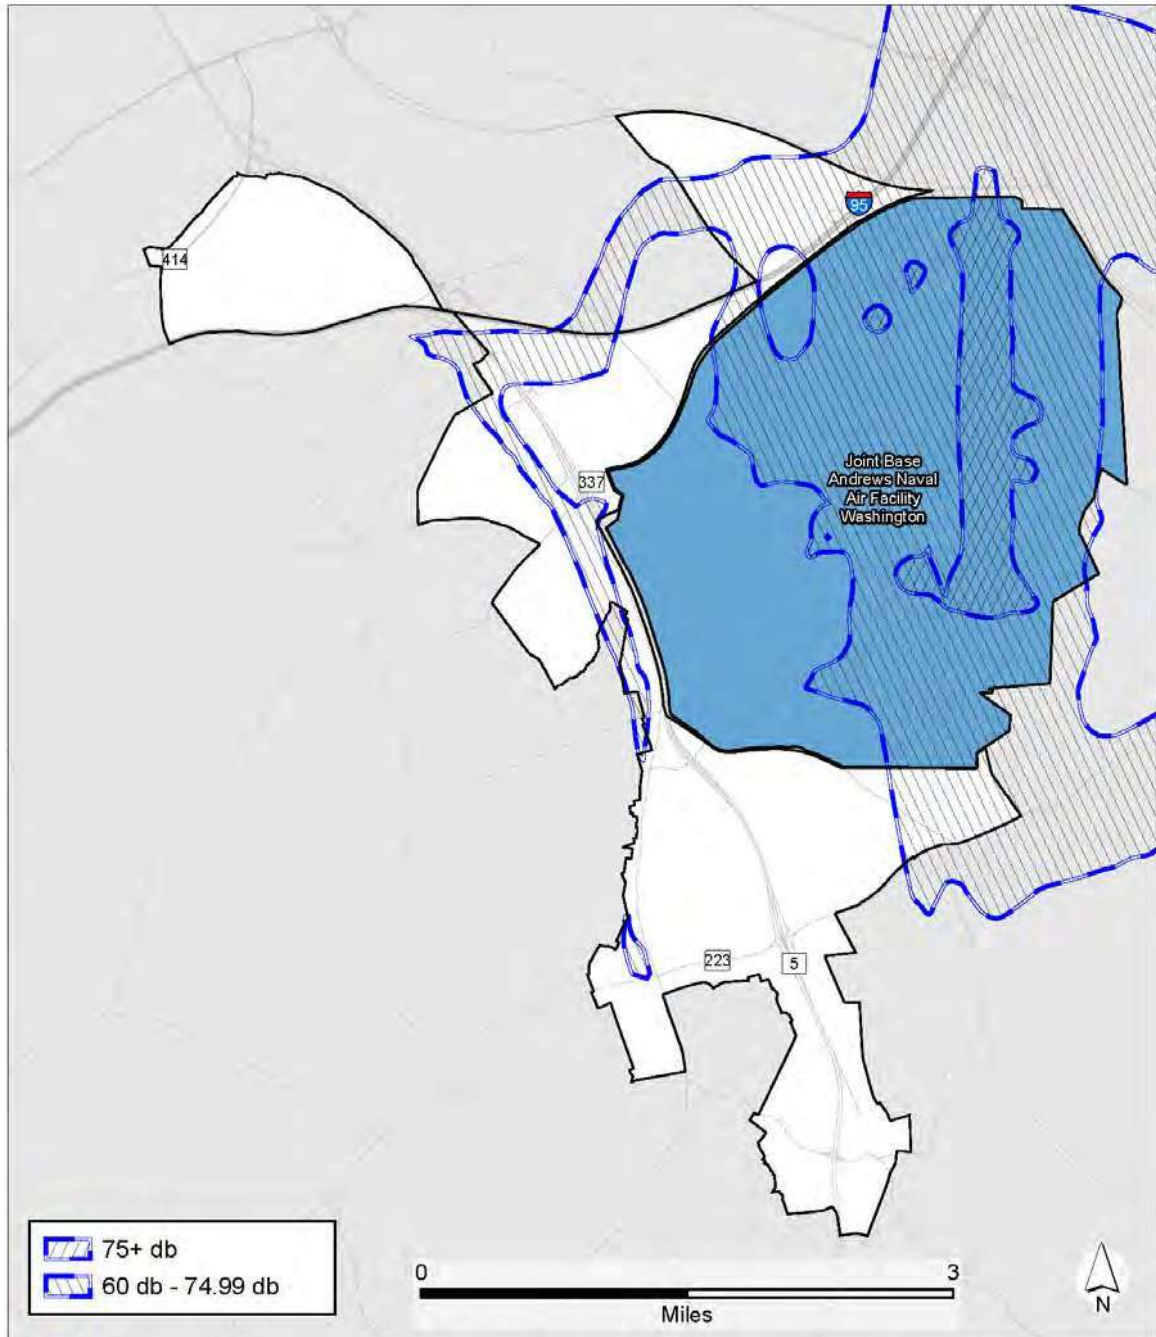 95
414
Joint Base
Andrews Naval
Air Facility
Washington
337
223
5
75+ db
60 db - 74.99 db
0
3
Miles
N